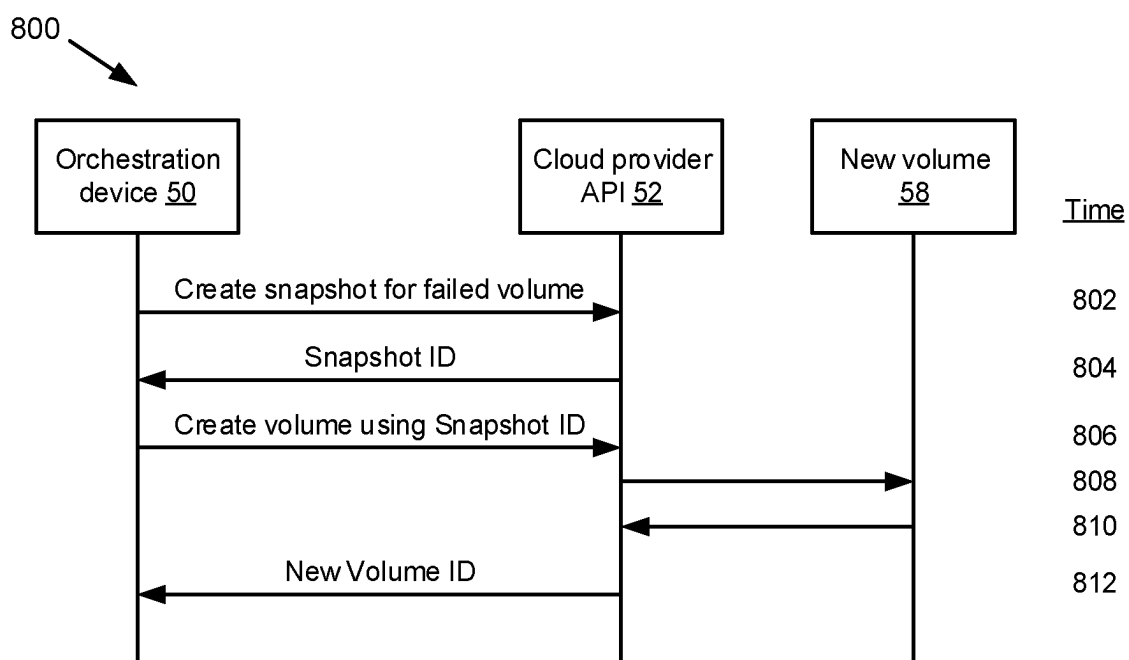 800
Orchestration
device 50
Cloud provider
API 52
New volume
58
Time
Create snapshot for failed volume
802
Snapshot ID
804
Create volume using Snapshot ID
806
808
810
New Volume ID
812